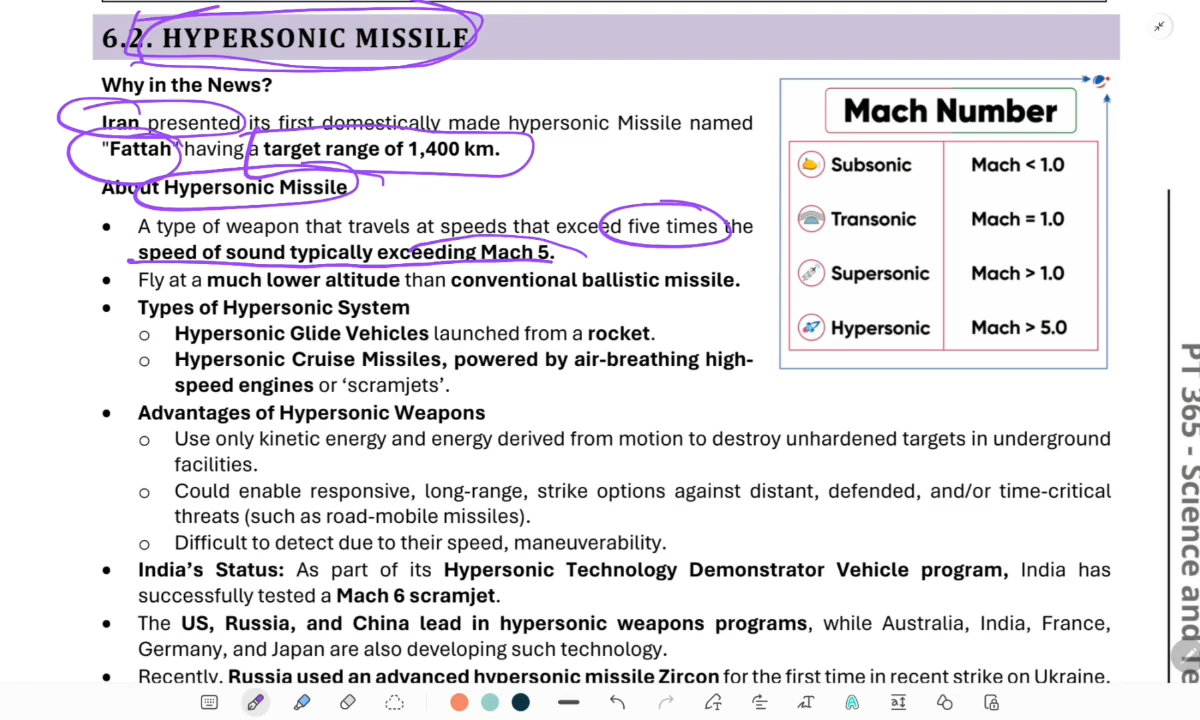 6.2. HYPERSONIC MISSILE
Why in the News?
Iran presented its first domestically made hypersonic Missile named
"Fattah" having a target range of 1,400 km.
About Hypersonic Missile
• A type of weapon that travels at speeds that exceed five times the
speed of sound typically exceeding Mach 5.
• Fly at a much lower altitude than conventional ballistic missile.
• Types of Hypersonic System
o Hypersonic Glide Vehicles launched from a rocket.
o Hypersonic Cruise Missiles, powered by air-breathing high-
speed engines or ‘scramjets’.
Mach Number
Subsonic Mach < 1.0
Transonic Mach = 1.0
Supersonic Mach > 1.0
Hypersonic Mach > 5.0
• Advantages of Hypersonic Weapons
o Use only kinetic energy and energy derived from motion to destroy unhardened targets in underground
facilities.
o Could enable responsive, long-range, strike options against distant, defended, and/or time-critical
threats (such as road-mobile missiles).
o Difficult to detect due to their speed, maneuverability.
• India’s Status: As part of its Hypersonic Technology Demonstrator Vehicle program, India has
successfully tested a Mach 6 scramjet.
• The US, Russia, and China lead in hypersonic weapons programs, while Australia, India, France,
Germany, and Japan are also developing such technology.
• Recently, Russia used an advanced hypersonic missile Zircon for the first time in recent strike on Ukraine.
PT 365 - Science and